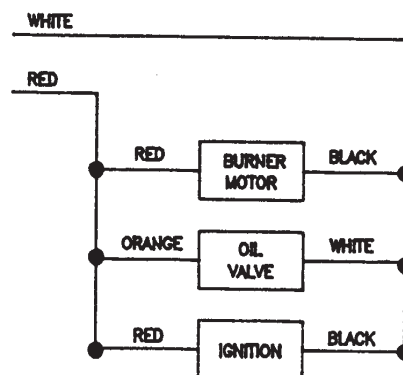 WHITE
RED
RED
BURNER
MOTOR
BLACK
ORANGE
OIL
VALVE
WHITE
RED
IGNITION
BLACK